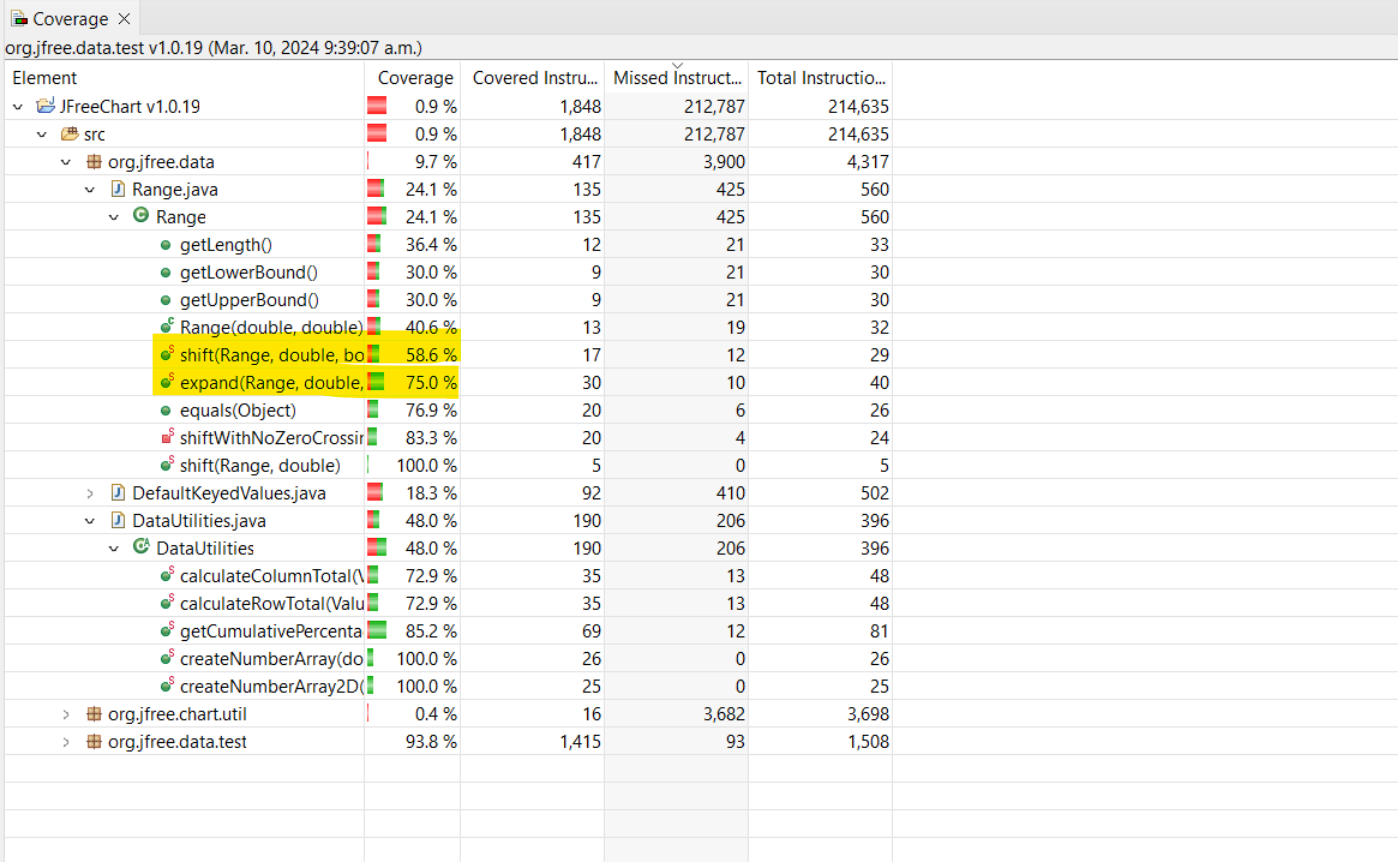 Coverage
org.jfree.data.test v1.0.19 (Mar. 10, 2024 9:39:07 a.m.)
Element Coverage Covered Instru... Missed Instruct... Total Instructio...
JFreeChart v1.0.19 0.9 % 1,848 212,787 214,635
src 0.9 % 1,848 212,787 214,635
org.jfree.data 9.7 % 417 3,900 4,317
Range.java 24.1 % 135 425 560
Range 24.1 % 135 425 560
getLength() 36.4 % 12 21 33
getLowerBound() 30.0 % 9 21 30
getUpperBound() 30.0 % 9 21 30
Range(double, double) 40.6 % 13 19 32
shift(Range, double, bo 58.6 % 17 12 29
expand(Range, double, 75.0 % 30 10 40
equals(Object) 76.9 % 20 6 26
shiftWithNoZeroCrossin 83.3 % 20 4 24
shift(Range, double) 100.0 % 5 0 5
DefaultKeyedValues.java 18.3 % 92 410 502
DataUtilities.java 48.0 % 190 206 396
DataUtilities 48.0 % 190 206 396
calculateColumnTotal(V 72.9 % 35 13 48
calculateRowTotal(Valu 72.9 % 35 13 48
getCumulativePercenta 85.2 % 69 12 81
createNumberArray(do 100.0 % 26 0 26
createNumberArray2D( 100.0 % 25 0 25
org.jfree.chart.util 0.4 % 16 3,682 3,698
org.jfree.data.test 93.8 % 1,415 93 1,508